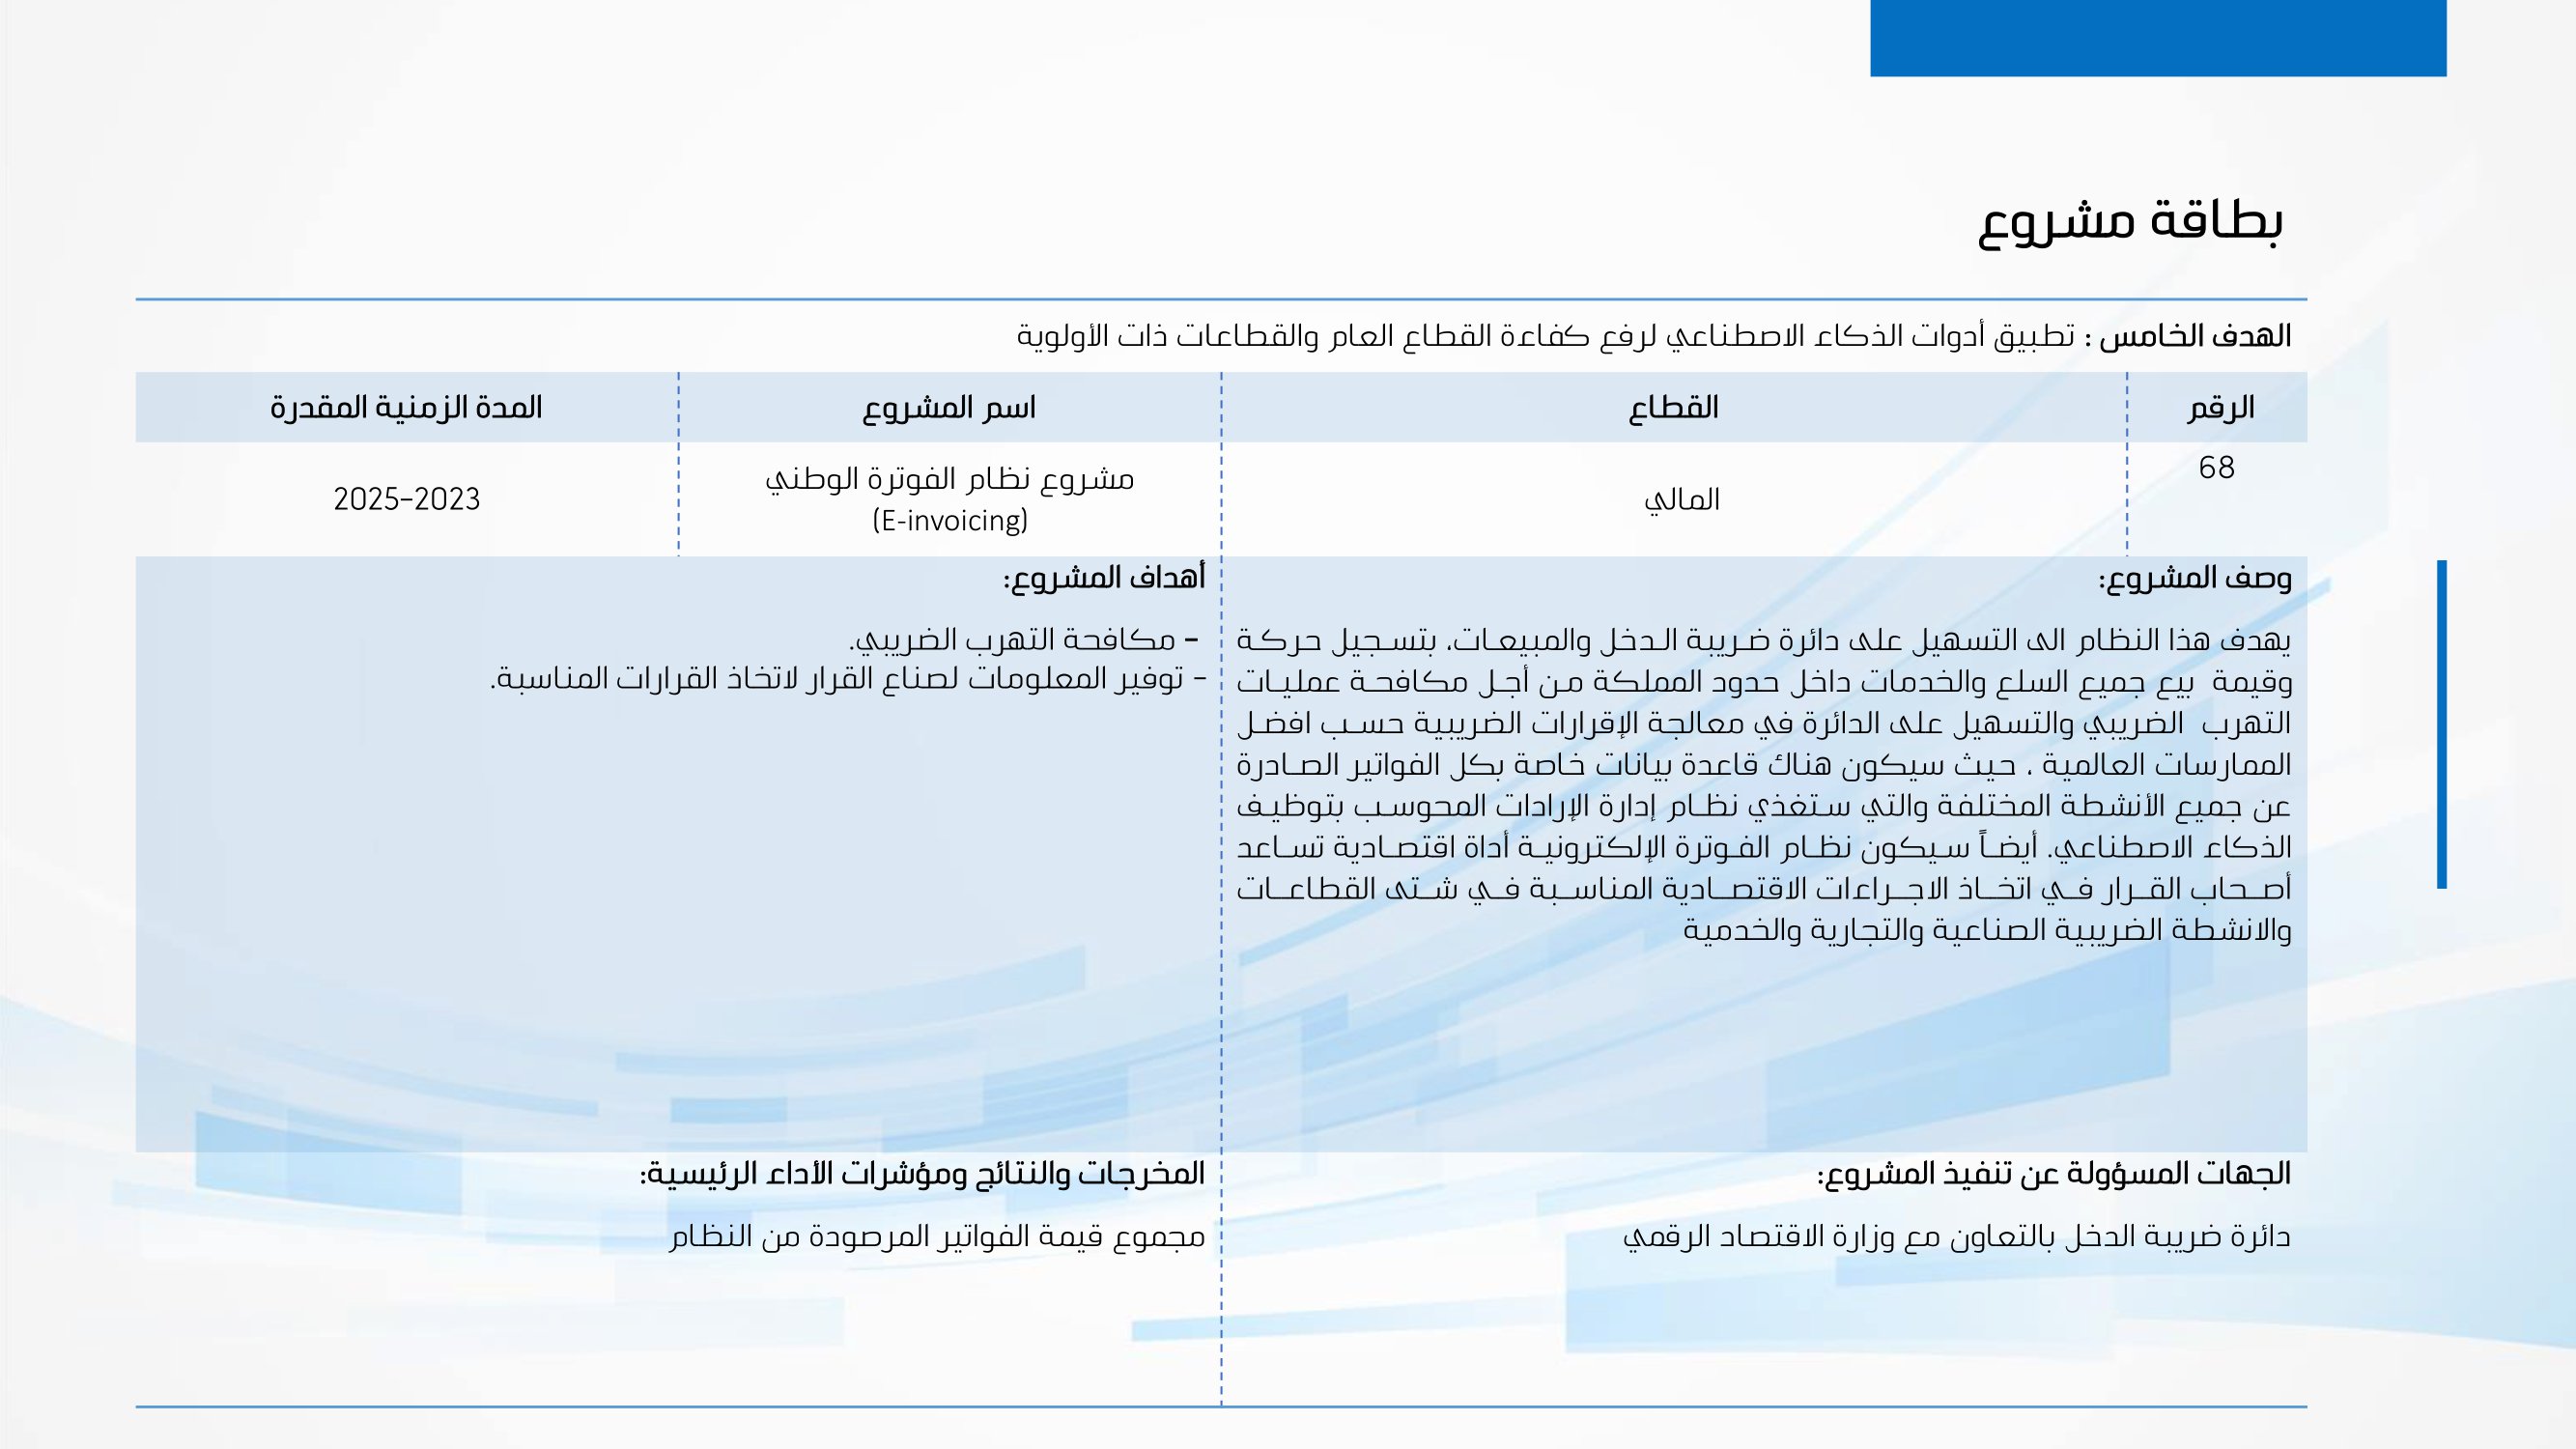 بطاقة مشروع
الهدف الخامس : تطبيق أدوات الذكاء الاصطناعي لرفع كفاءة القطاع العام والقطاعات ذات الأولوية
الرقم
القطاع
اسم المشروع
المدة الزمنية المقدرة
68
المالي
مشروع نظام الفوترة الوطني
(E-invoicing)
2025-2023
وصف المشروع:
يهدف هذا النظام الى التسهيل على دائرة ضريبة الدخل والمبيعات، بتسجيل حركة
وقيمة بيع جميع السلع والخدمات داخل حدود المملكة من أجل مكافحة عمليات
التهرب الضريبي والتسهيل على الدائرة في معالجة الإقرارات الضريبية حسب افضل
الممارسات العالمية ، حيث سيكون هناك قاعدة بيانات خاصة بكل الفواتير الصادرة
عن جميع الأنشطة المختلفة والتي ستغذي نظام إدارة الإرادات المحوسب بتوظيف
الذكاء الاصطناعي. أيضاً سيكون نظام الفوترة الإلكترونية أداة اقتصادية تساعد
أصحاب القرار في اتخاذ الاجراءات الاقتصادية المناسبة في شتى القطاعات
والانشطة الضريبية الصناعية والتجارية والخدمية
أهداف المشروع:
- مكافحة التهرب الضريبي.
- توفير المعلومات لصناع القرار لاتخاذ القرارات المناسبة.
الجهات المسؤولة عن تنفيذ المشروع:
دائرة ضريبة الدخل بالتعاون مع وزارة الاقتصاد الرقمي
المخرجات والنتائج ومؤشرات الأداء الرئيسية:
مجموع قيمة الفواتير المرصودة من النظام